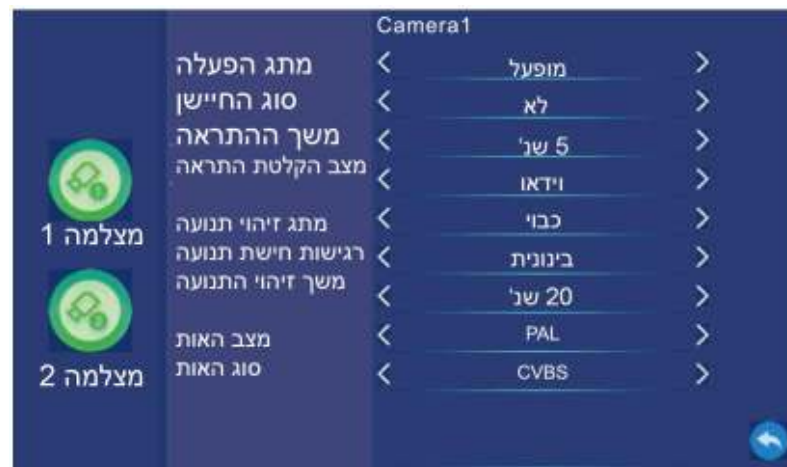 Camera1
מתג הפעלה מופעל
סוג החיישן לא
משך ההתראה 5 שנ'
מצב הקלטת התראה וידאו
מתג זיהוי תנועה כבוי
רגישות חישת תנועה בינונית
משך זיהוי התנועה 20 שנ'
מצב האות PAL
סוג האות CVBS
מצלמה 1
מצלמה 2